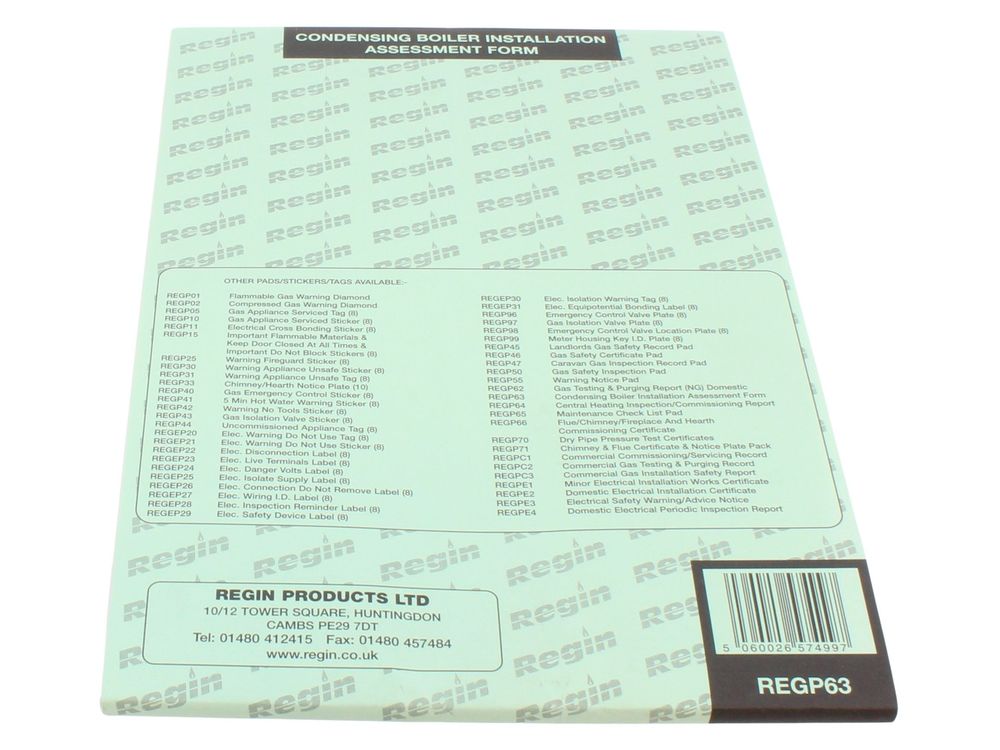 CONDENSING BOILER INSTALLATION
ASSESSMENT FORM
Regin
OTHER PADS/STICKERS/TAGS AVAILABLE:-
REGP01 Flammable Gas Warning Diamond
REGP02 Compressed Gas Warning Diamond
REGP05 Gas Appliance Serviced Tag (8)
REGP10 Gas Appliance Serviced Sticker (8)
REGP11 Electrical Cross Bonding Sticker (8)
REGP15 Important Flammable Materials &
Keep Door Closed At All Times &
Important Do Not Block Stickers (8)
REGP25 Warning Fireguard Sticker (8)
REGP30 Warning Appliance Unsafe Sticker (8)
REGP31 Warning Appliance Unsafe Tag (8)
REGP33 Chimney/Hearth Notice Plate (10)
REGP40 Gas Emergency Control Sticker (8)
REGP41 5 Min Hot Water Warning Sticker (8)
REGP42 Warning No Tools Sticker (8)
REGP43 Gas Isolation Valve Sticker (8)
REGP44 Uncommissioned Appliance Tag (8)
REGEP20 Elec. Warning Do Not Use Tag (8)
REGEP21 Elec. Warning Do Not Use Sticker (8)
REGEP22 Elec. Disconnection Label (8)
REGEP23 Elec. Live Terminals Label (8)
REGEP24 Elec. Danger Volts Label (8)
REGEP25 Elec. Isolate Supply Label (8)
REGEP26 Elec. Connection Do Not Remove Label (8)
REGEP27 Elec. Wiring I.D. Label (8)
REGEP28 Elec. Inspection Reminder Label (8)
REGEP29 Elec. Safety Device Label (8)
REGEP30 Elec. Isolation Warning Tag (8)
REGEP31 Elec. Equipotential Bonding Label (8)
REGP96 Emergency Control Valve Plate (8)
REGP97 Gas Isolation Valve Plate (8)
REGP98 Emergency Control Valve Location Plate (8)
REGP99 Meter Housing Key I.D. Plate (8)
REGP45 Landlords Gas Safety Record Pad
REGP46 Gas Safety Certificate Pad
REGP47 Caravan Gas Inspection Record Pad
REGP50 Gas Safety Inspection Pad
REGP55 Warning Notice Pad
REGP62 Gas Testing & Purging Report (NG) Domestic
REGP63 Condensing Boiler Installation Assessment Form
REGP64 Central Heating Inspection/Commissioning Report
REGP65 Maintenance Check List Pad
REGP66 Flue/Chimney/Fireplace And Hearth
Commissioning Certificate
REGP70 Dry Pipe Pressure Test Certificates
REGP71 Chimney & Flue Certificate & Notice Plate Pack
REGPC1 Commercial Commissioning/Servicing Record
REGPC2 Commercial Gas Testing & Purging Record
REGPC3 Commercial Gas Installation Safety Report
REGPE1 Minor Electrical Installation Works Certificate
REGPE2 Domestic Electrical Installation Certificate
REGPE3 Electrical Safety Warning/Advice Notice
REGPE4 Domestic Electrical Periodic Inspection Report
REGIN PRODUCTS LTD
10/12 TOWER SQUARE, HUNTINGDON
CAMBS PE29 7DT
Tel: 01480 412415 Fax: 01480 457484
www.regin.co.uk
5 060026 574997
REGP63